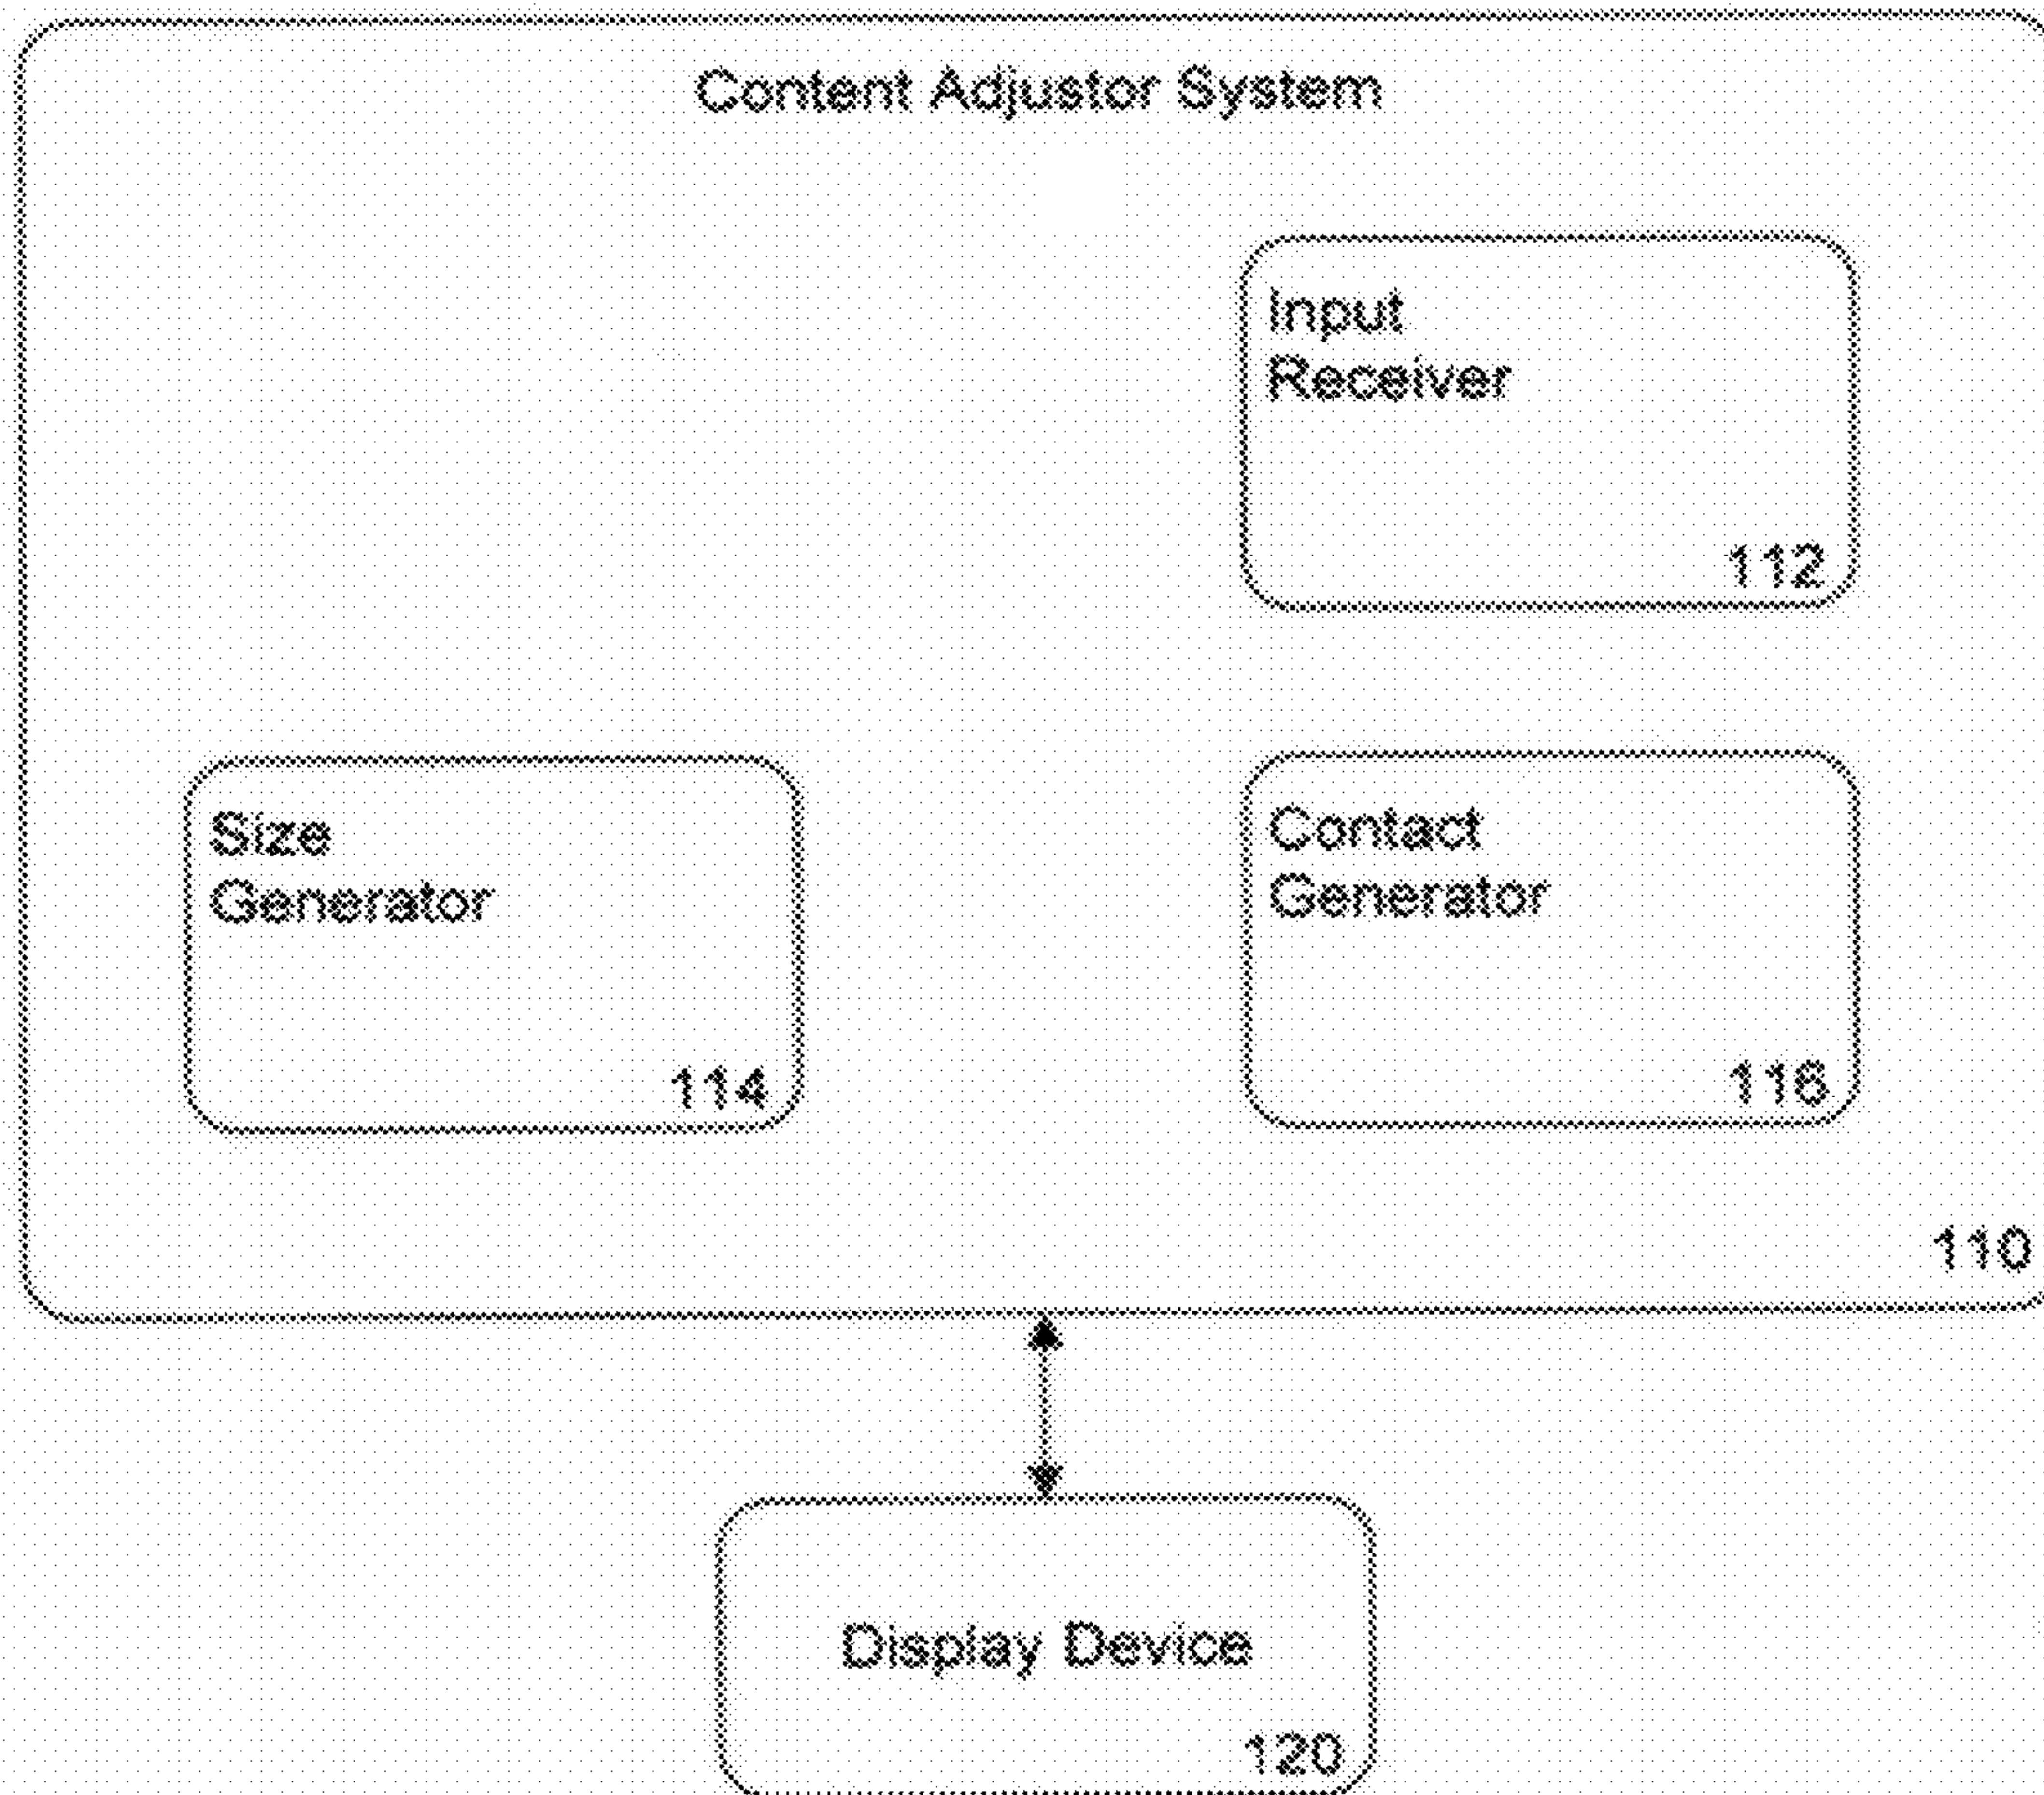 Content Adjustor System
Input
Receiver
112
Size
Generator
114
Contact
Generator
116
110
Display Device
120